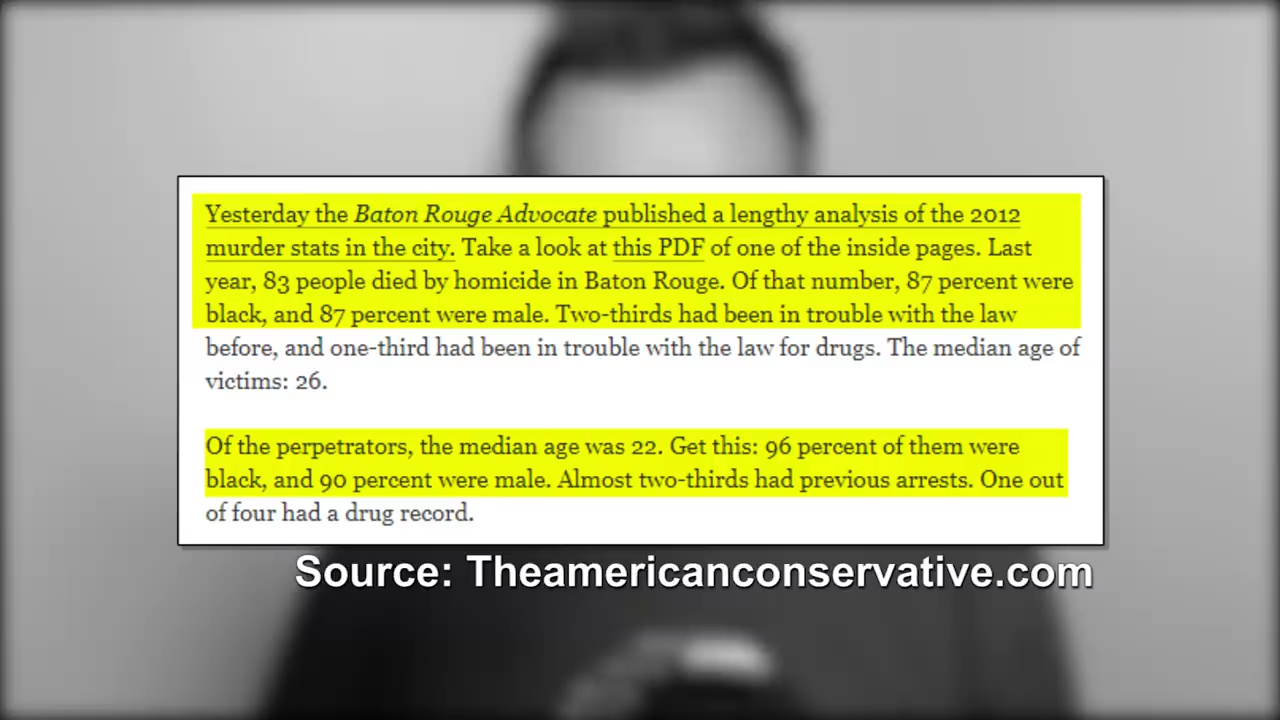 Yesterday the Baton Rouge Advocate published a lengthy analysis of the 2012
murder stats in the city. Take a look at this PDF of one of the inside pages. Last
year, 83 people died by homicide in Baton Rouge. Of that number, 87 percent were
black, and 87 percent were male. Two-thirds had been in trouble with the law
before, and one-third had been in trouble with the law for drugs. The median age of
victims: 26.
Of the perpetrators, the median age was 22. Get this: 96 percent of them were
black, and 90 percent were male. Almost two-thirds had previous arrests. One out
of four had a drug record.
Source: Theamericanconservative.com